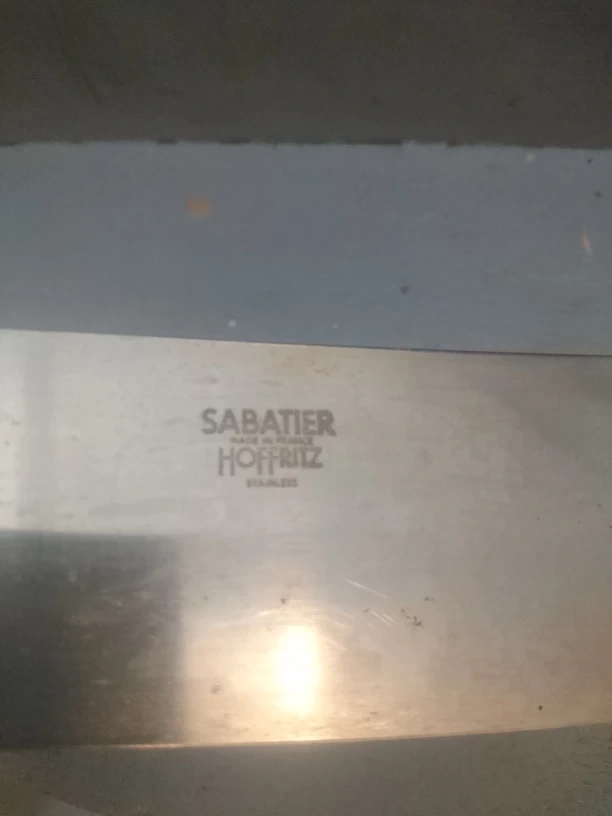 SABATIER
MADE IN FRANCE
HOFFRITZ
STAINLESS